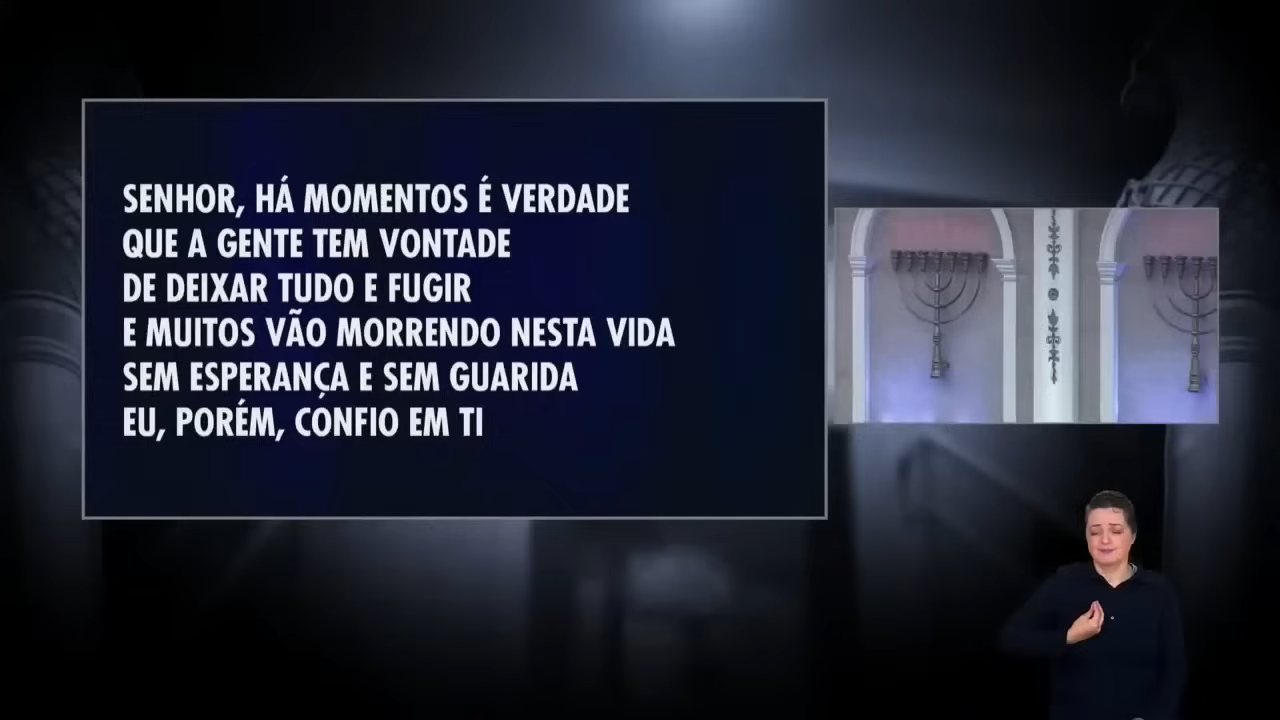 SENHOR, HÁ MOMENTOS É VERDADE
QUE A GENTE TEM VONTADE
DE DEIXAR TUDO E FUGIR
E MUITOS VÃO MORRENDO NESTA VIDA
SEM ESPERANÇA E SEM GUARIDA
EU, PORÉM, CONFIO EM TI